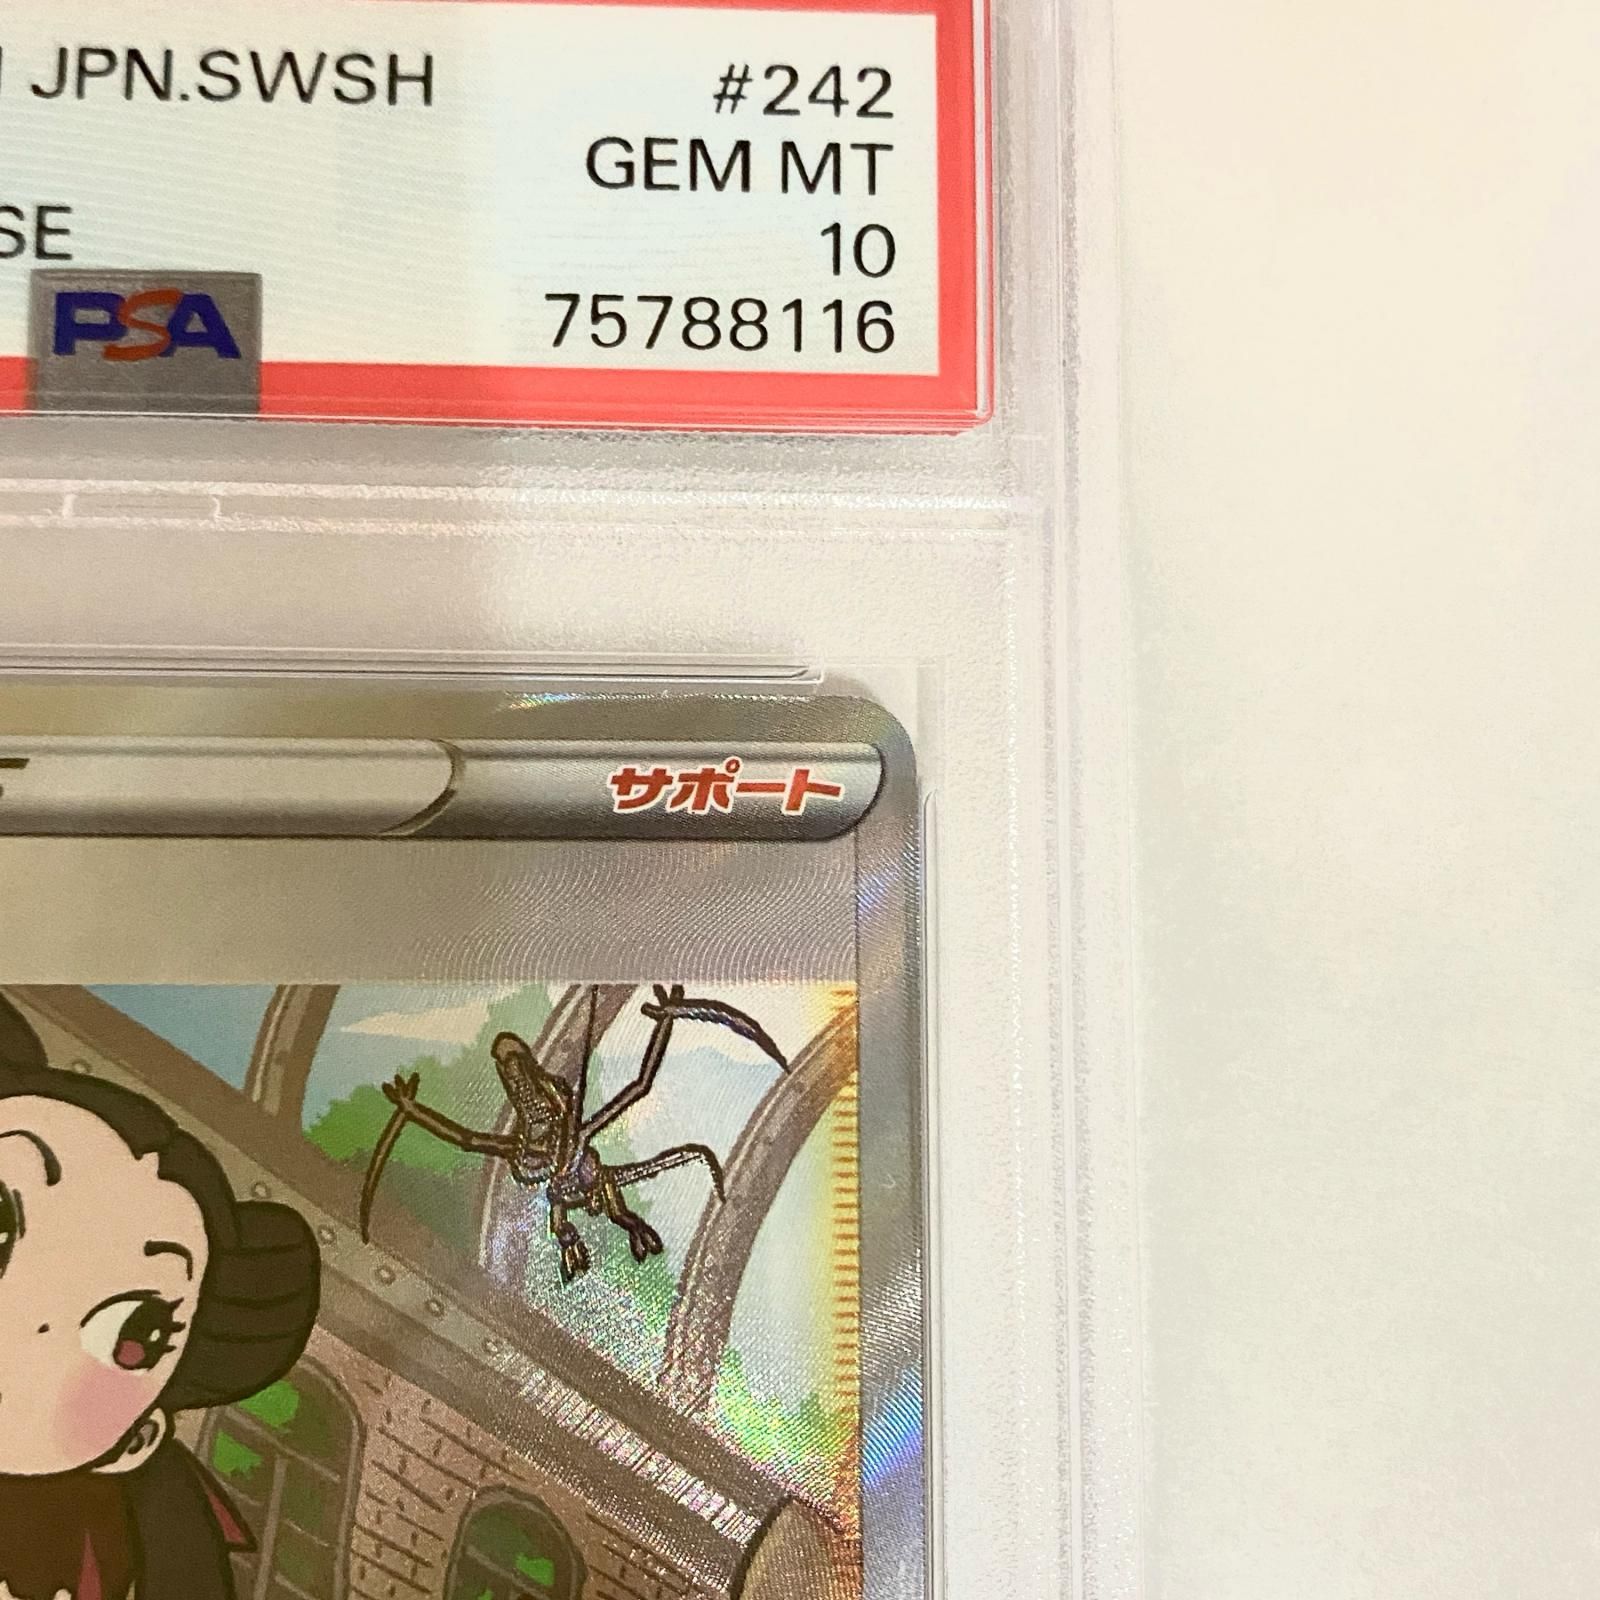 JPN.SWSH #242
GEM MT
SE 10
PSA 75788116
サポート